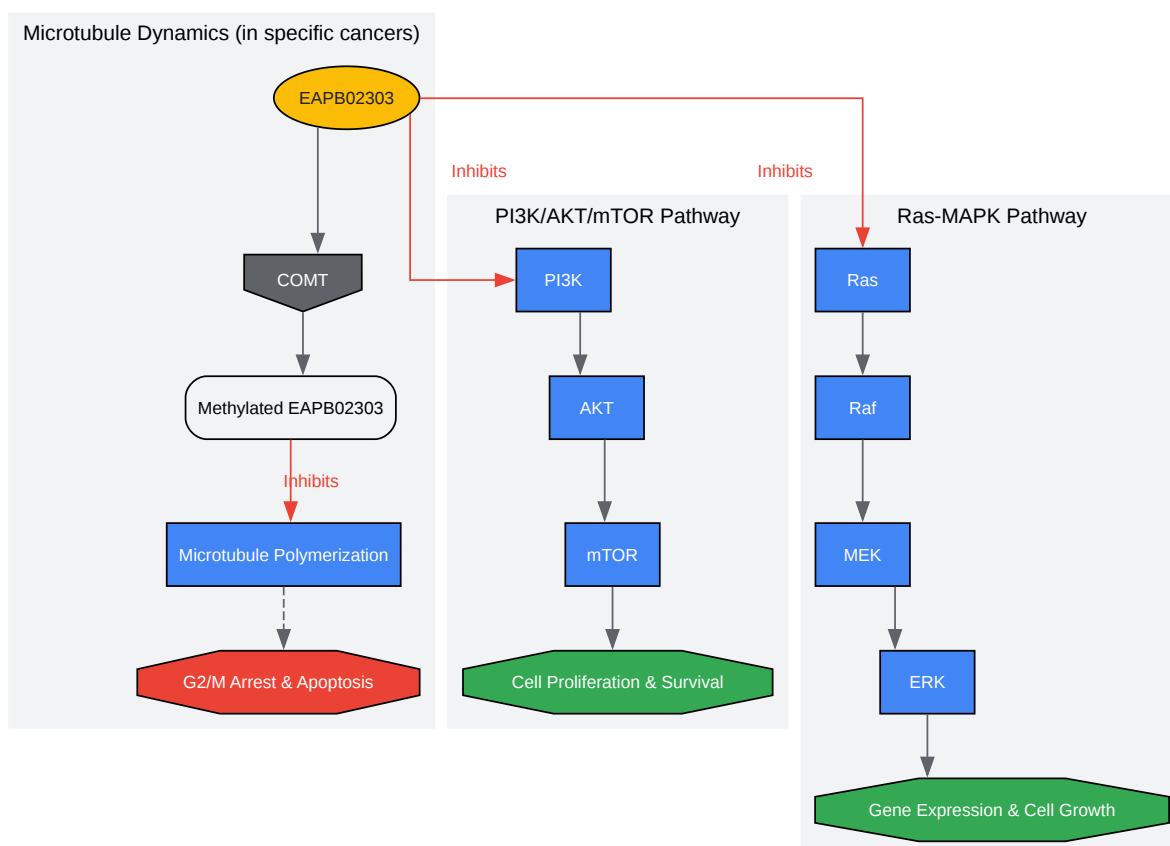 Microtubule Dynamics (in specific cancers)
EAPB02303
COMT
Methylated EAPB02303
Inhibits
Microtubule Polymerization
G2/M Arrest & Apoptosis
Inhibits
PI3K/AKT/mTOR Pathway
PI3K
AKT
mTOR
Cell Proliferation & Survival
Inhibits
Ras-MAPK Pathway
Ras
Raf
MEK
ERK
Gene Expression & Cell Growth